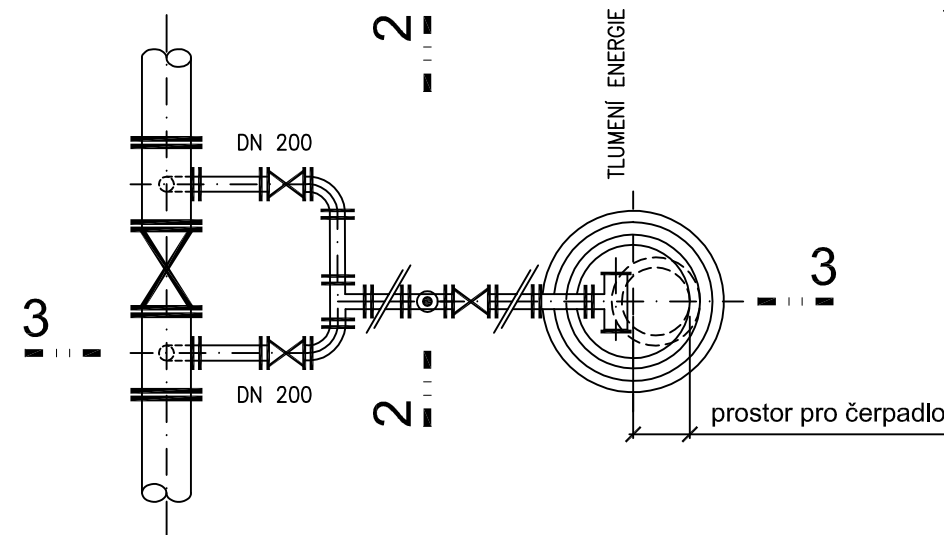 2
TLUMENÍ ENERGIE
DN 200
3
3
DN 200
2
prostor pro čerpadlo